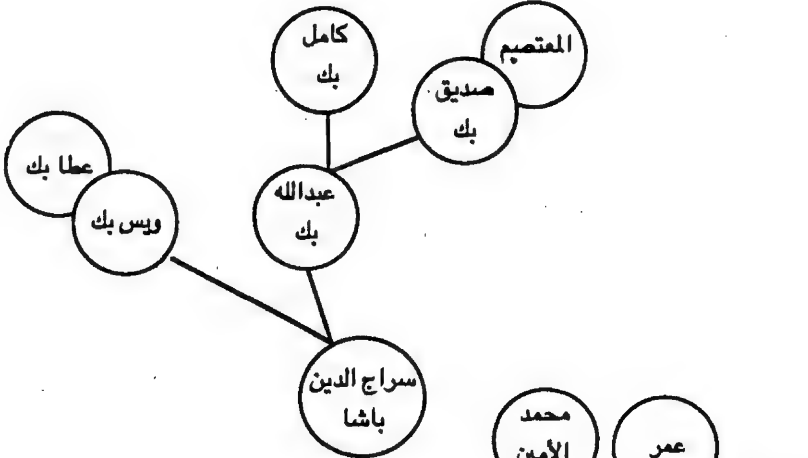 كامل
بك
المعتصم
صديق
بك
عطا بك
ويس بك
عبدالله
بك
سراج الدين
باشا
محمد
الأمين
عمر